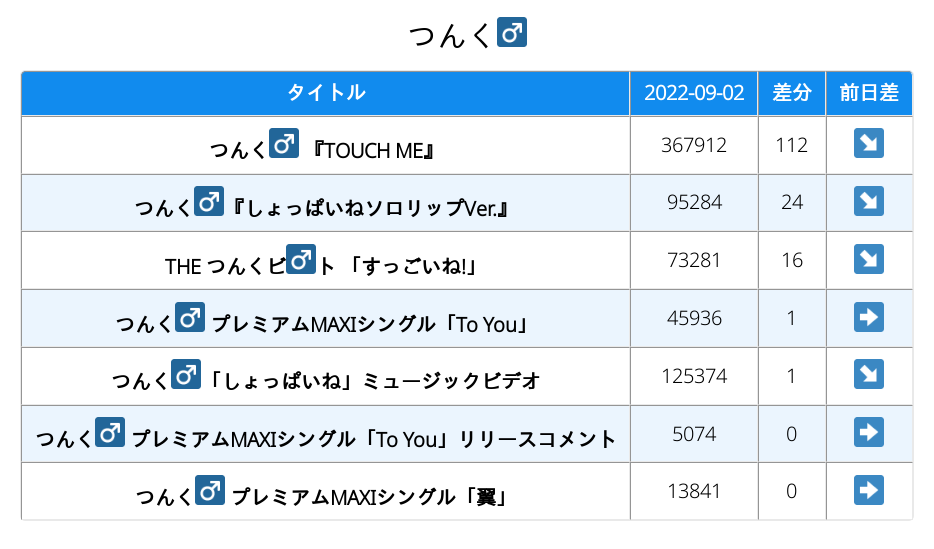 つんく♂
タイトル 2022-09-02 差分 前日差
つんく♂ 『TOUCH ME』 367912 112 ↘
つんく♂『しょっぱいねソロリップVer.』 95284 24 ↘
THE つんくビ♂ト 「すっごいね!」 73281 16 ↘
つんく♂ プレミアムMAXIシングル「To You」 45936 1 ➡
つんく♂「しょっぱいね」ミュージックビデオ 125374 1 ↘
つんく♂ プレミアムMAXIシングル「To You」リリースコメント 5074 0 ➡
つんく♂ プレミアムMAXIシングル「翼」 13841 0 ➡